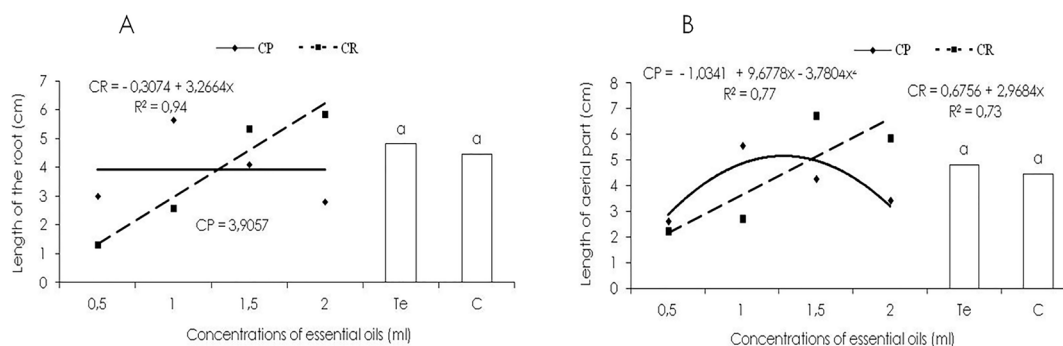 A
CP CR
CR = - 0,3074 + 3,2664x
R² = 0,94
CP = 3,9057
Length of the root (cm)
7
6
5
4
3
2
1
0
a
a
0,5 1 1,5 2 Te C
Concentrations of essential oils (ml)
B
CP CR
CP = - 1,0341 + 9,6778x - 3,7804x²
R² = 0,77
CR = 0,6756 + 2,9684x
R² = 0,73
Length of aerial part (cm)
8
7
6
5
4
3
2
1
0
a
a
0,5 1 1,5 2 Te C
Concentrations of essential oils (ml)